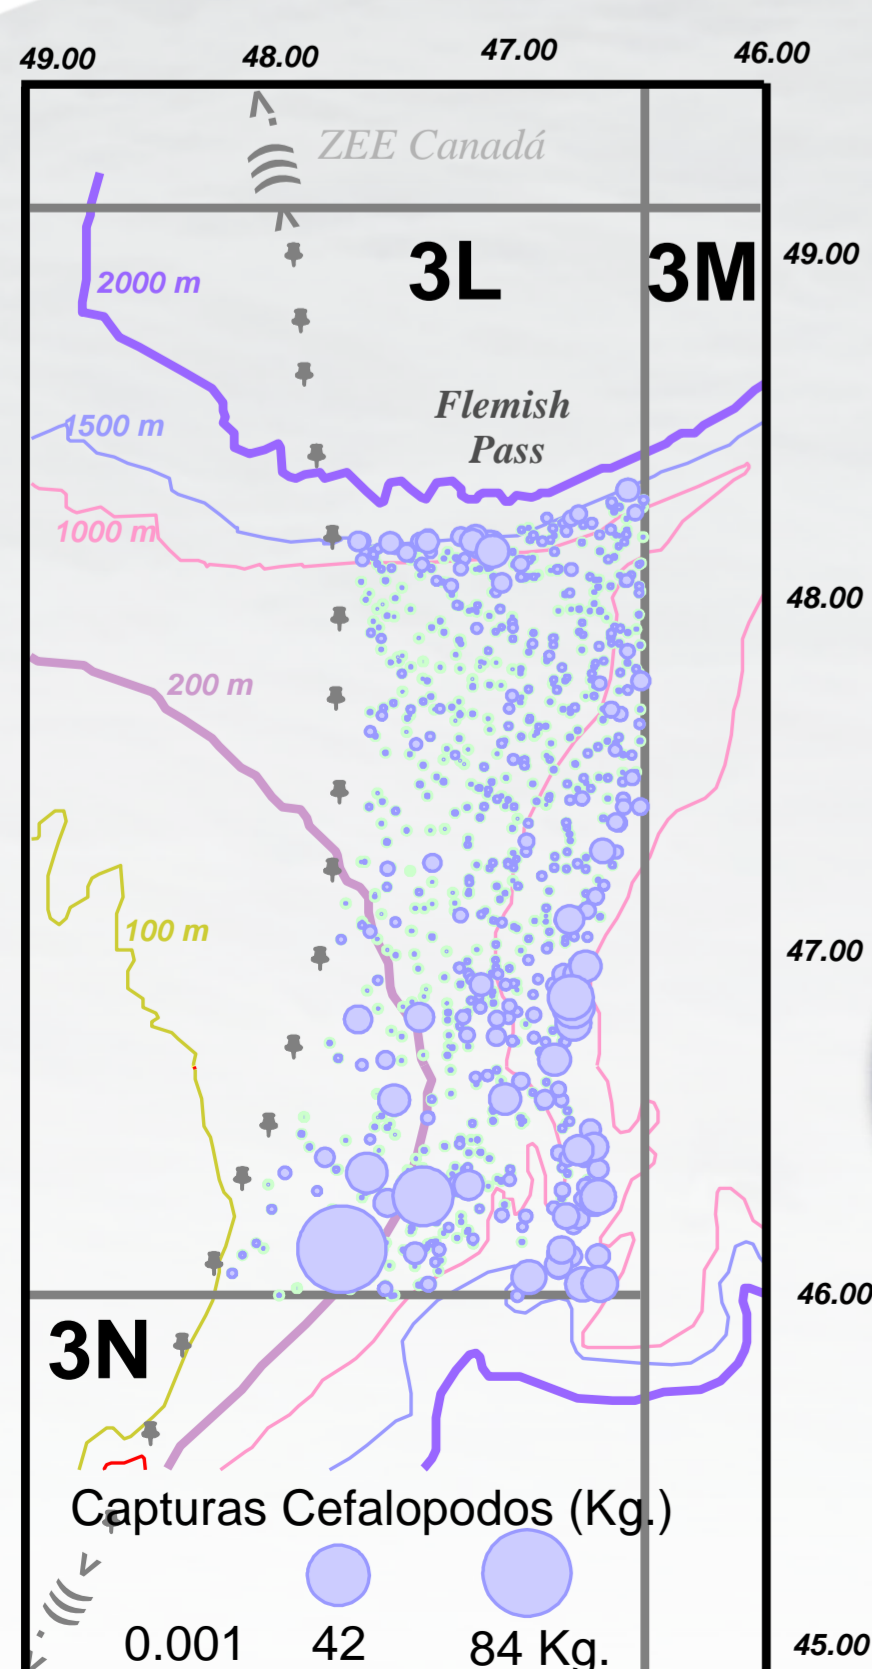 49.00 48.00 47.00 46.00
ZEE Canadá
3L 3M
49.00
2000 m
Flemish
Pass
1500 m
1000 m
48.00
200 m
100 m
47.00
46.00
3N
Capturas Cefalopodos (Kg.)
0.001 42 84 Kg.
45.00